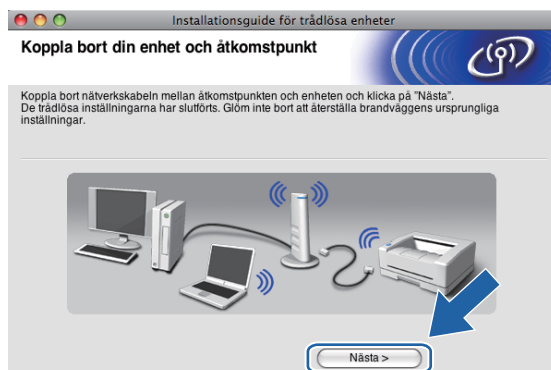 Installationsguide för trådlösa enheter
Koppla bort din enhet och åtkomstpunkt
Koppla bort nätverskabeln mellan åtkomstpunkten och enheten och klicka på "Nästa".
De trådlösa inställningarna har slutförts. Glöm inte bort att återställa brandväggens ursprungliga
inställningar.
Nästa >